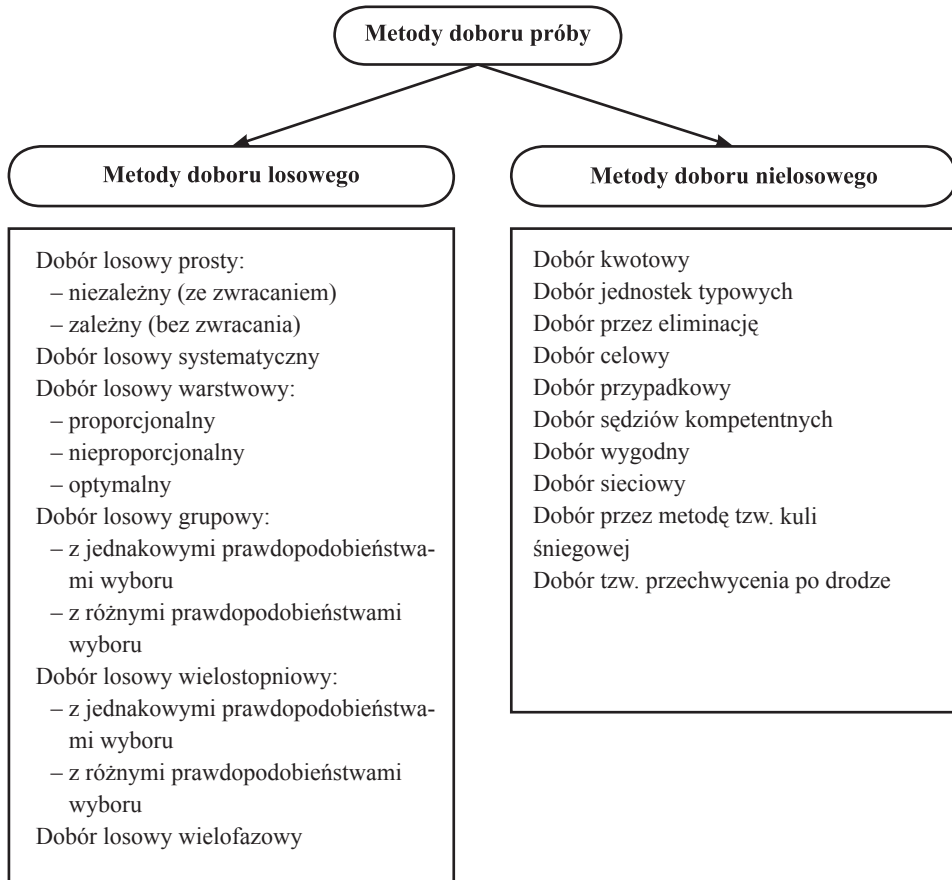 Metody doboru próby
Metody doboru losowego
Dobór losowy prosty:
– niezależny (ze zwracaniem)
– zależny (bez zwracania)
Dobór losowy systematyczny
Dobór losowy warstwowy:
– proporcjonalny
– nieproporcjonalny
– optymalny
Dobór losowy grupowy:
– z jednakowymi prawdopodobieństwa-
mi wyboru
– z różnymi prawdopodobieństwami
wyboru
Dobór losowy wielostopniowy:
– z jednakowymi prawdopodobieństwa-
mi wyboru
– z różnymi prawdopodobieństwami
wyboru
Dobór losowy wielofazowy
Metody doboru nielosowego
Dobór kwotowy
Dobór jednostek typowych
Dobór przez eliminację
Dobór celowy
Dobór przypadkowy
Dobór sędziów kompetentnych
Dobór wygodny
Dobór sieciowy
Dobór przez metodę tzw. kuli
śniegowej
Dobór tzw. przechwycenia po drodze